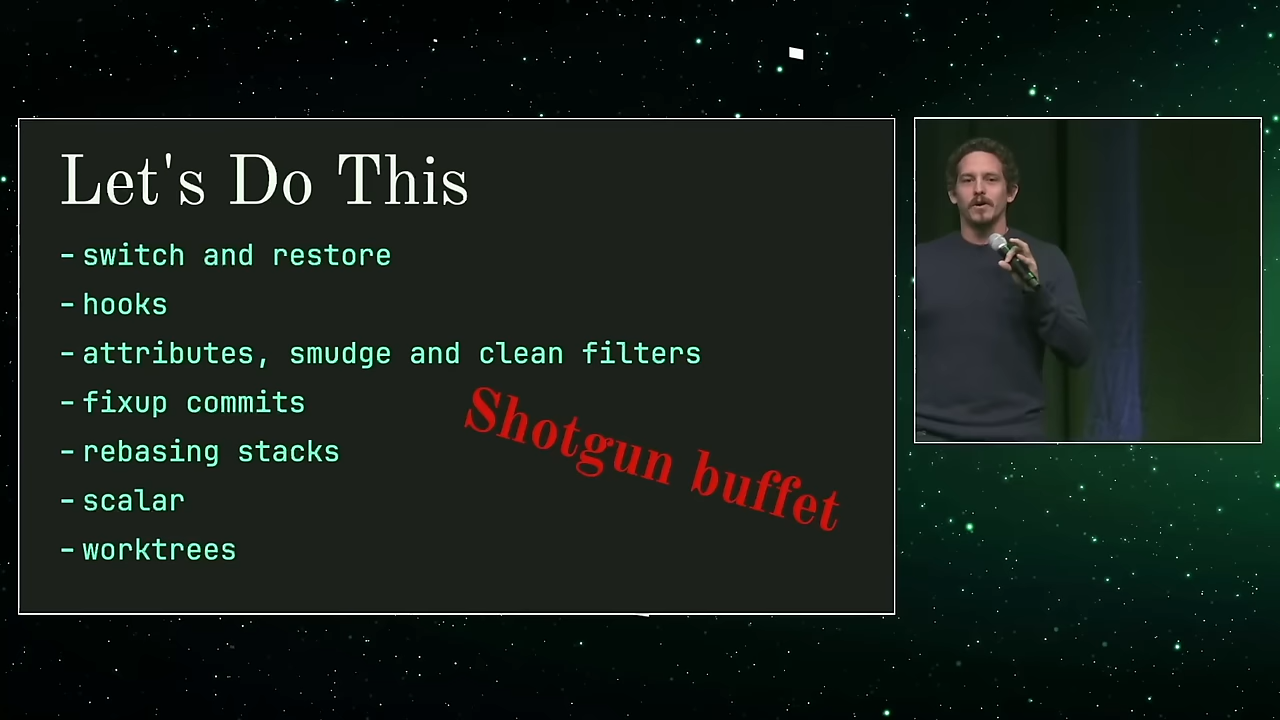 Let's Do This
- switch and restore
- hooks
- attributes, smudge and clean filters
- fixup commits
- rebasing stacks
- scalar
- worktrees
Shotgun buffet